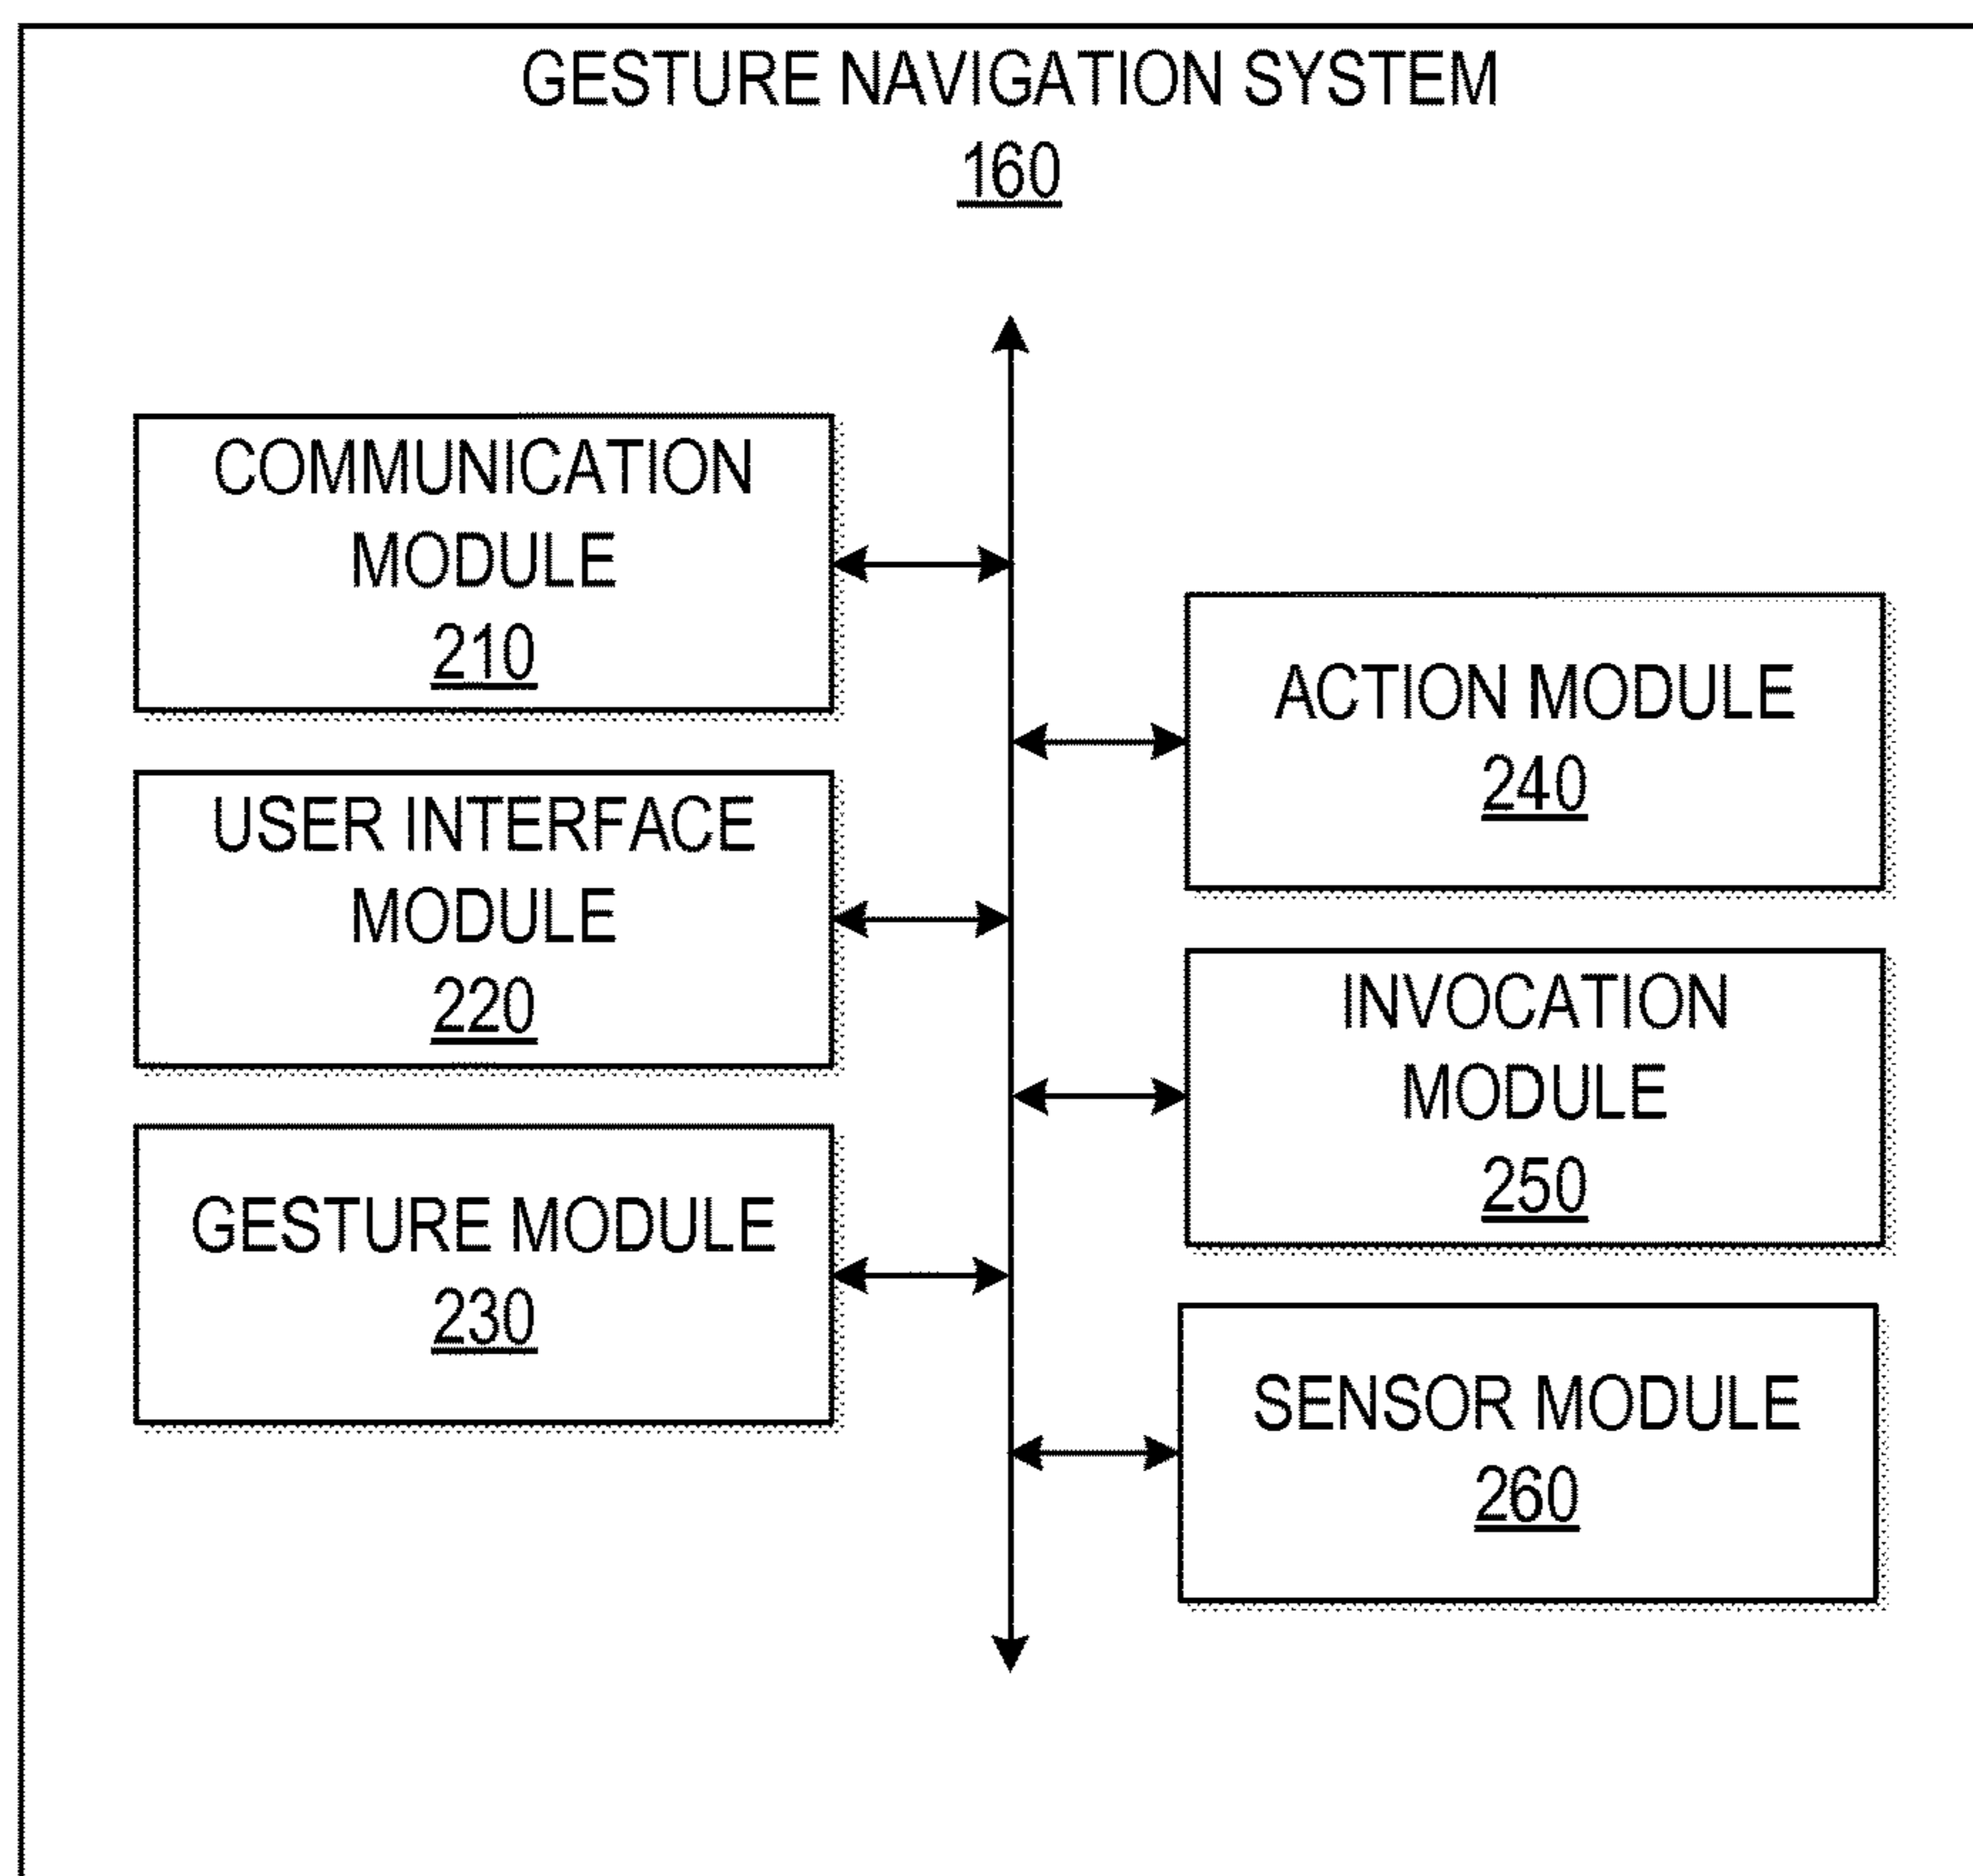 GESTURE NAVIGATION SYSTEM
160
COMMUNICATION
MODULE
210
USER INTERFACE
MODULE
220
GESTURE MODULE
230
ACTION MODULE
240
INVOCATION
MODULE
250
SENSOR MODULE
260